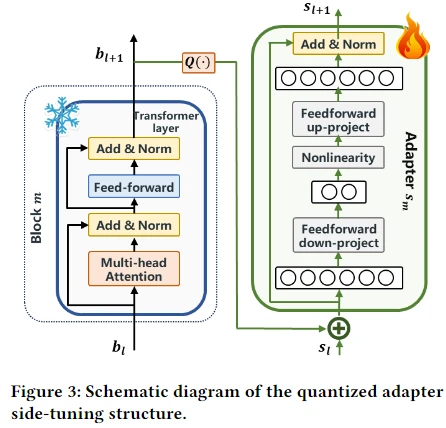 b_{l+1}
Q(·)
Transformer
layer
Add & Norm
Feed-forward
Add & Norm
Multi-head
Attention
Block m
b_l
s_{l+1}
Add & Norm
Feedforward
up-project
Nonlinearity
Feedforward
down-project
Adapter s_m
s_l
Figure 3: Schematic diagram of the quantized adapter
side-tuning structure.